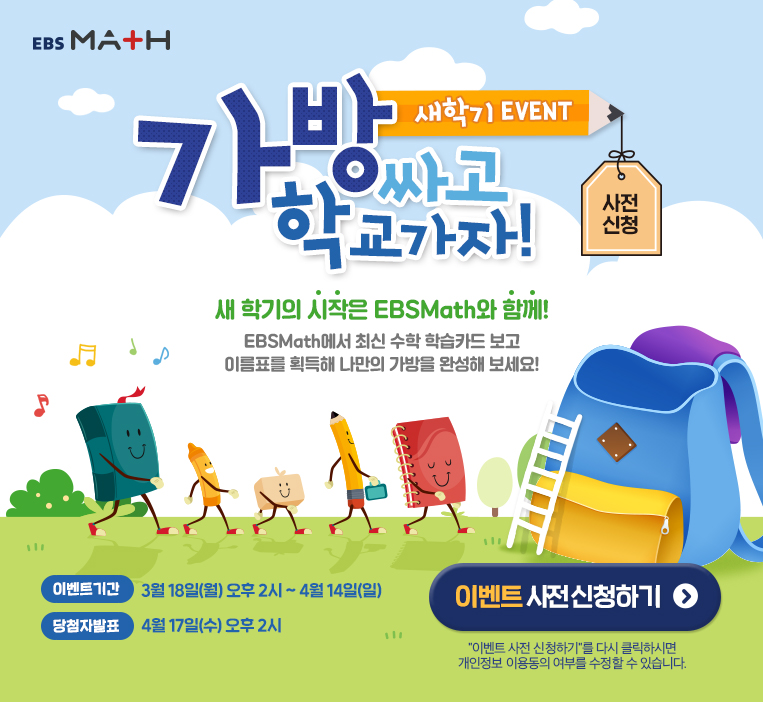 EBS MATH
새학기 EVENT
가방싸고
학교가자!
사전
신청
새 학기의 시작은 EBSMath와 함께!
EBSMath에서 최신 수학 학습카드 보고
이름표를 획득해 나만의 가방을 완성해 보세요!
이벤트기간 3월 18일(월) 오후 2시 ~ 4월 14일(일)
당첨자발표 4월 17일(수) 오후 2시
이벤트 사전 신청하기
"이벤트 사전 신청하기"를 다시 클릭하시면
개인정보 이용동의 여부를 수정할 수 있습니다.